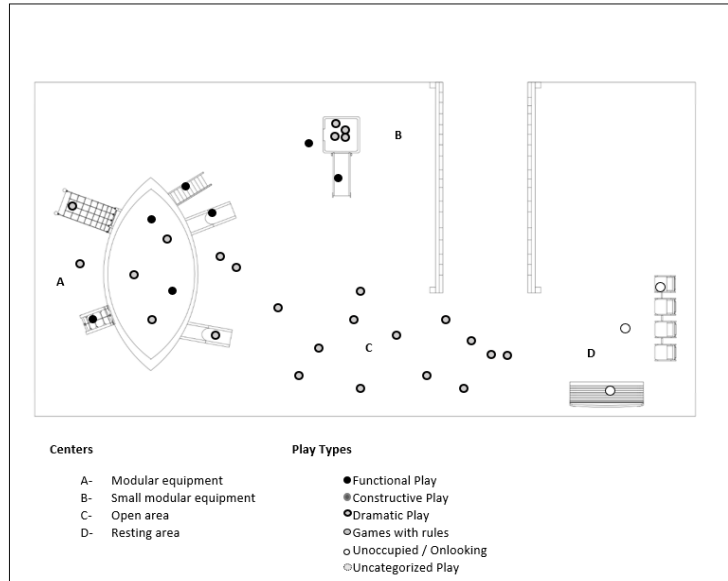 B
A
C
D
Centers
Play Types
A- Modular equipment
B- Small modular equipment
C- Open area
D- Resting area
Functional Play
Constructive Play
Dramatic Play
Games with rules
Unoccupied / Onlooking
Uncategorized Play